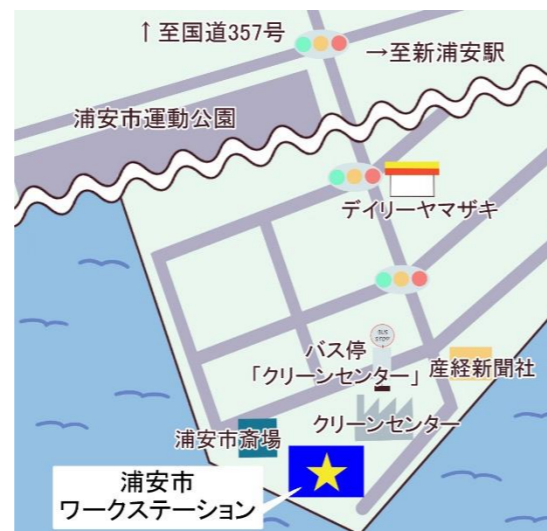 ↑至国道357号
→至新浦安駅
浦安市運動公園
デイリーヤマザキ
BUS
STOP
バス停
「クリーンセンター」
産経新聞社
クリーンセンター
浦安市斎場
浦安市
ワークステーション